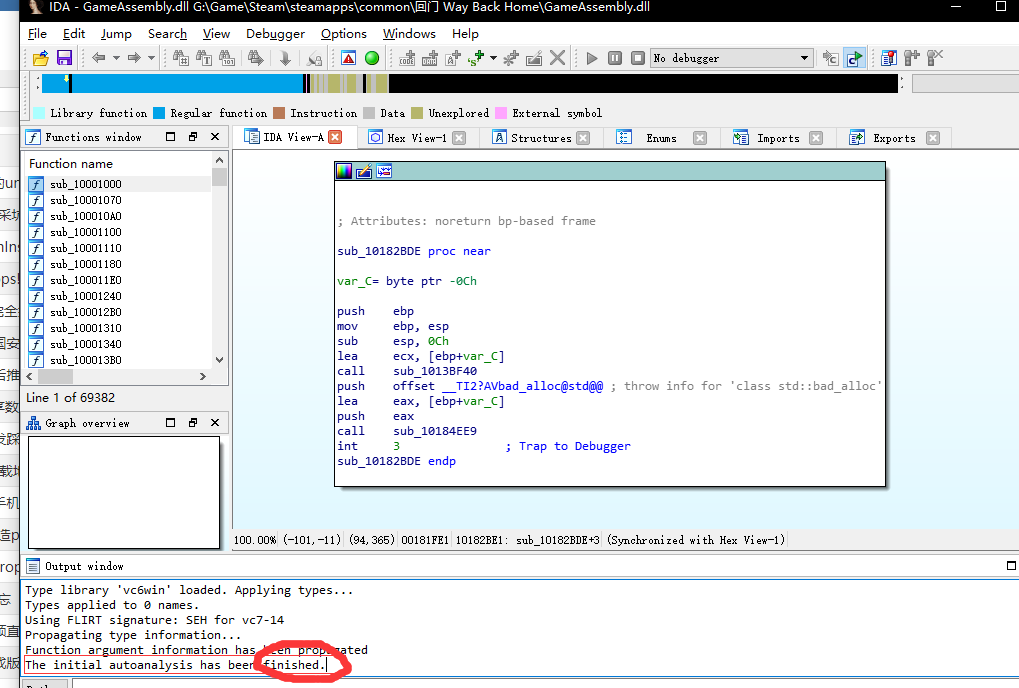 IDA - GameAssembly.dll G:\Game\Steam\steamapps\common\回门 Way Back Home\GameAssembly.dll
File Edit Jump Search View Debugger Options Windows Help
No debugger
Library function Regular function Instruction Data Unexplored External symbol
Functions window
IDA View-A Hex View-1 Structures Enums Imports Exports
Function name
sub_10001000
sub_10001070
sub_100010A0
sub_10001100
sub_10001110
sub_10001180
sub_100011E0
sub_10001240
sub_100012B0
sub_10001310
sub_10001340
sub_100013B0
Line 1 of 69382
Graph overview
; Attributes: noreturn bp-based frame
sub_10182BDE proc near
var_C= byte ptr -0Ch
push ebp
mov ebp, esp
sub esp, 0Ch
lea ecx, [ebp+var_C]
call sub_1013BF40
push offset __TI2?AVbad_alloc@std@@ ; throw info for 'class std::bad_alloc'
lea eax, [ebp+var_C]
push eax
call sub_10184EE9
int 3 ; Trap to Debugger
sub_10182BDE endp
100.00% (-101,-11) (94,365) 00181FE1 10182BE1: sub_10182BDE+3 (Synchronized with Hex View-1)
Output window
Type library 'vc6win' loaded. Applying types...
Types applied to 0 names.
Using FLIRT signature: SEH for vc7-14
Propagating type information...
Function argument information has been propagated
The initial autoanalysis has been finished.